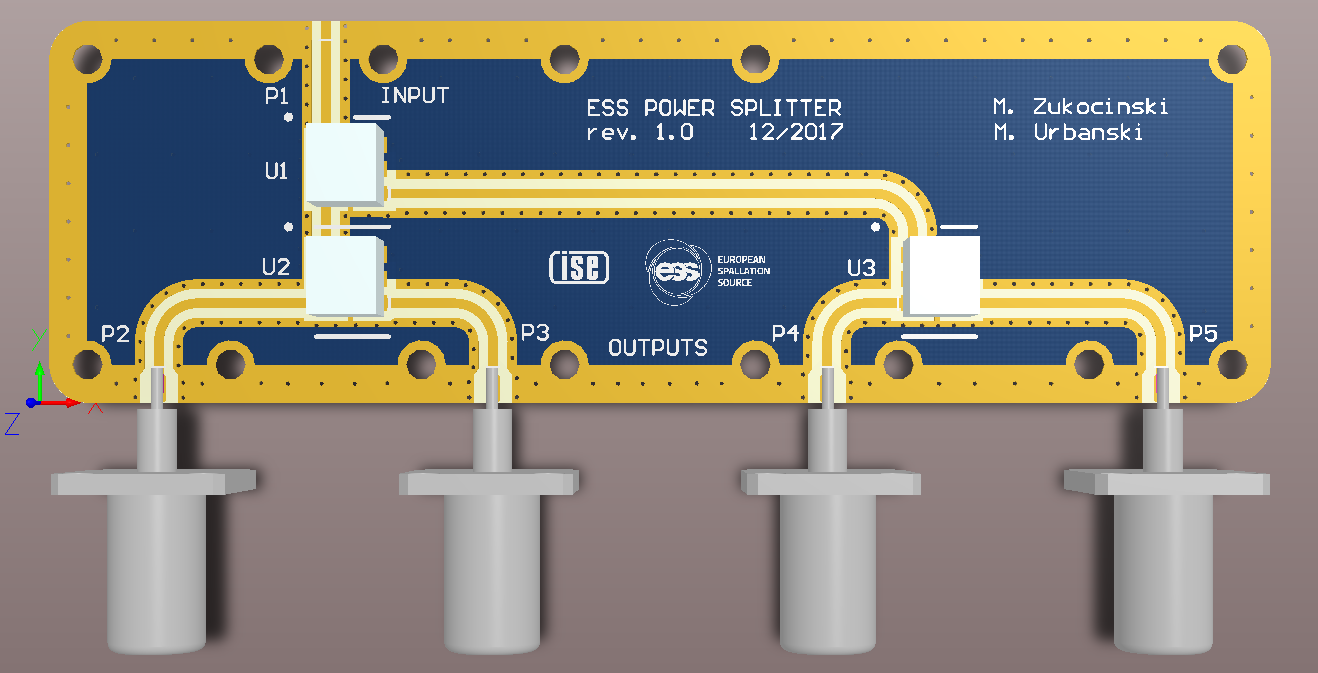 P1
INPUT
ESS POWER SPLITTER
rev. 1.0 12/2017
M. Zukocinski
M. Urbanski
U1
U2
ise
ess
EUROPEAN
SPALLATION
SOURCE
U3
P2
P3
OUTPUTS
P4
P5
Y
X
Z